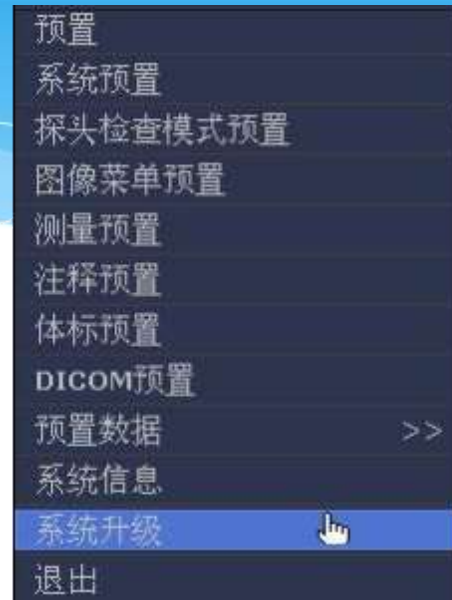 预置
系统预置
探头检查模式预置
图像菜单预置
测量预置
注释预置
体标预置
DICOM预置
预置数据 >>
系统信息
系统升级
退出